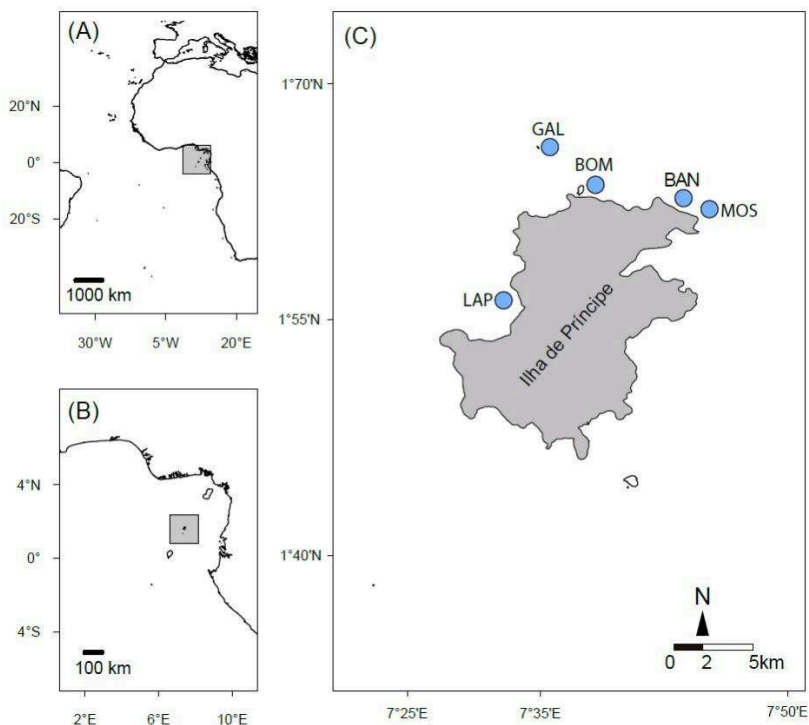 (A)
20°N
0°
20°S
1000 km
30°W
5°W
20°E
(B)
4°N
0°
4°S
100 km
2°E
6°E
10°E
(C)
1°70'N
1°55'N
1°40'N
GAL
BOM
BAN
MOS
LAP
Ilha de Príncipe
N
0 2 5km
7°25'E
7°35'E
7°50'E